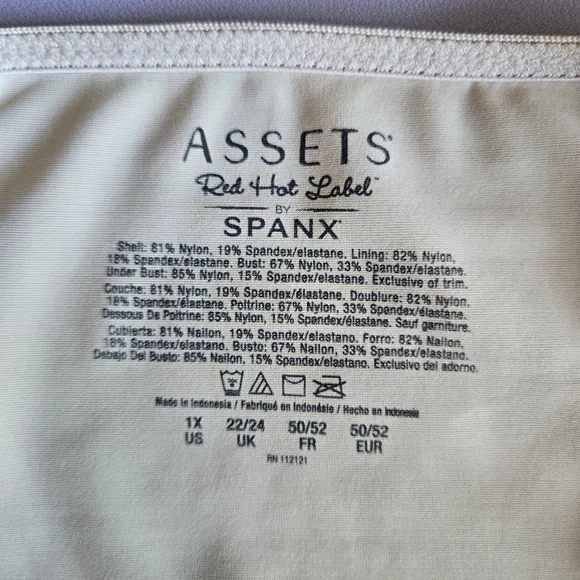 ASSETS®
Red Hot Label™
BY
SPANX®
Shell: 81% Nylon, 19% Spandex/elastane. Lining: 82% Nylon,
18% Spandex/elastane. Bust: 67% Nylon, 33% Spandex/elastane.
Under Bust: 85% Nylon, 15% Spandex/elastane. Exclusive of trim.
Couche: 81% Nylon, 19% Spandex/élastane. Doublure: 82% Nylon,
18% Spandex/élastane. Poitrine: 67% Nylon, 33% Spandex/élastane.
Dessous De Poitrine: 85% Nylon, 15% Spandex/élastane. Sauf garniture.
Cubierta: 81% Nailon, 19% Spandex/elastano. Forro: 82% Nailon,
18% Spandex/elastano. Busto: 67% Nailon, 33% Spandex/elastano.
Debajo Del Busto: 85% Nailon, 15% Spandex/elastano. Exclusivo del adorno.
Made in Indonesia / Fabriqué en Indonésie / Hecho en Indonesia
1X 22/24 50/52 50/52
US UK FR EUR
RN 112121